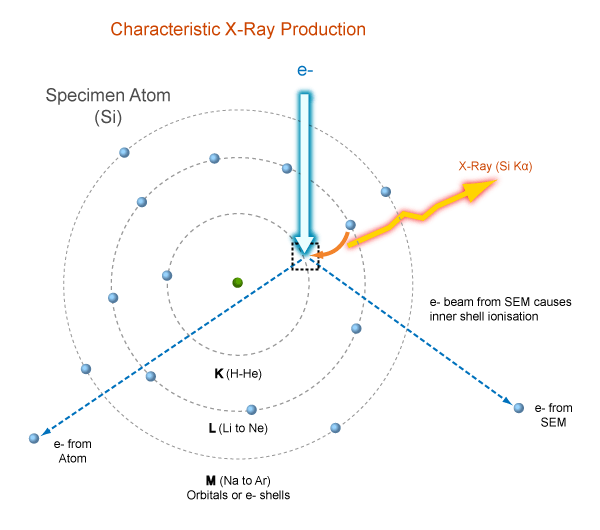 Characteristic X-Ray Production
e-
Specimen Atom
(Si)
X-Ray (Si Kα)
e- beam from SEM causes
inner shell ionisation
K (H-He)
e- from
SEM
L (Li to Ne)
e- from
Atom
M (Na to Ar)
Orbitals or e- shells